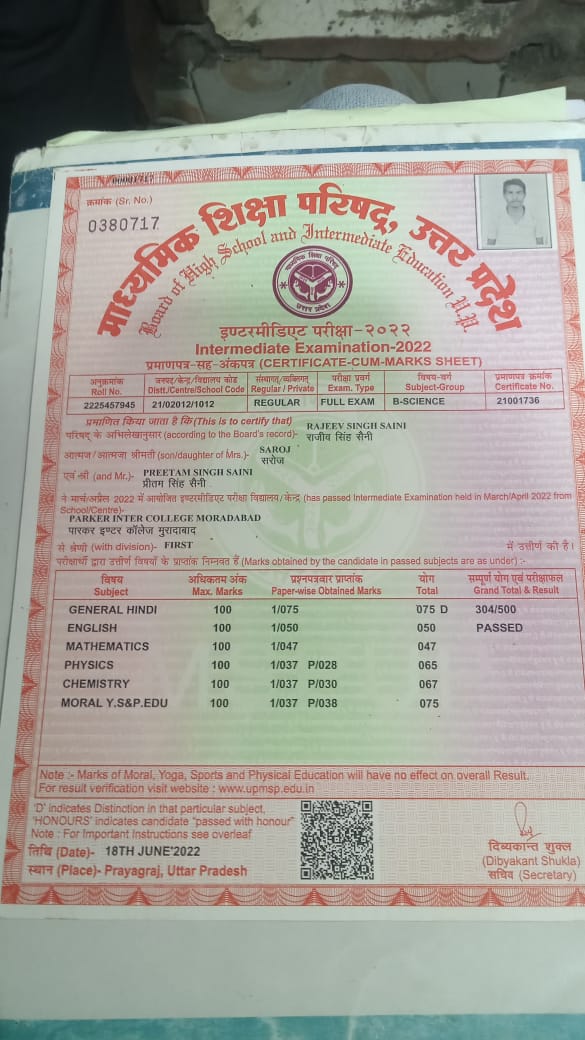 00001717
क्रमांक (Sr. No.)
0380717
माध्यमिक शिक्षा परिषद्, उत्तर प्रदेश
Board of High School and Intermediate Education U.P.
माध्यमिक शिक्षा परिषद्
उत्तर प्रदेश
इण्टरमीडिएट परीक्षा-२०२२
Intermediate Examination-2022
प्रमाणपत्र-सह-अंकपत्र (CERTIFICATE-CUM-MARKS SHEET)
अनुक्रमांक जनपद/केन्द्र/विद्यालय कोड संस्थागत/व्यक्तिगत परीक्षा प्रवर्ग विषय-वर्ग प्रमाणपत्र क्रमांक
Roll No. Distt./Centre/School Code Regular / Private Exam. Type Subject-Group Certificate No.
2225457945 21/02012/1012 REGULAR FULL EXAM B-SCIENCE 21001736
प्रमाणित किया जाता है कि(This is to certify that) RAJEEV SINGH SAINI
परिषद् के अभिलेखानुसार (according to the Board's record)- राजीव सिंह सैनी
आत्मज/आत्मजा श्रीमती (son/daughter of Mrs.)- SAROJ
सरोज
एवं श्री (and Mr.)- PREETAM SINGH SAINI
प्रीतम सिंह सैनी
ने मार्च/अप्रैल 2022 में आयोजित इण्टरमीडिएट परीक्षा विद्यालय/केन्द्र (has passed Intermediate Examination held in March/April 2022 from
School/Centre)-
PARKER INTER COLLEGE MORADABAD
पारकर इण्टर कॉलेज मुरादाबाद
से श्रेणी (with division)- FIRST में उत्तीर्ण की है।
परीक्षार्थी द्वारा उत्तीर्ण विषयों के प्राप्तांक निम्नवत हैं (Marks obtained by the candidate in passed subjects are as under) :-
विषय अधिकतम अंक प्रश्नपत्रवार प्राप्तांक योग सम्पूर्ण योग एवं परीक्षाफल
Subject Max. Marks Paper-wise Obtained Marks Total Grand Total & Result
GENERAL HINDI 100 1/075 075 D 304/500
ENGLISH 100 1/050 050 PASSED
MATHEMATICS 100 1/047 047
PHYSICS 100 1/037 P/028 065
CHEMISTRY 100 1/037 P/030 067
MORAL Y.S&P.EDU 100 1/037 P/038 075
Note :- Marks of Moral, Yoga, Sports and Physical Education will have no effect on overall Result.
For result verification visit website : www.upmsp.edu.in
'D' indicates Distinction in that particular subject,
'HONOURS' indicates candidate "passed with honour"
Note : For Important Instructions see overleaf
तिथि (Date)- 18TH JUNE'2022
स्थान (Place)- Prayagraj, Uttar Pradesh
दिव्यकान्त शुक्ल
(Dibyakant Shukla)
सचिव (Secretary)